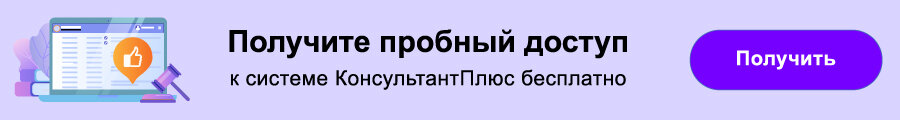 Получите пробный доступ
к системе КонсультантПлюс бесплатно
Получить